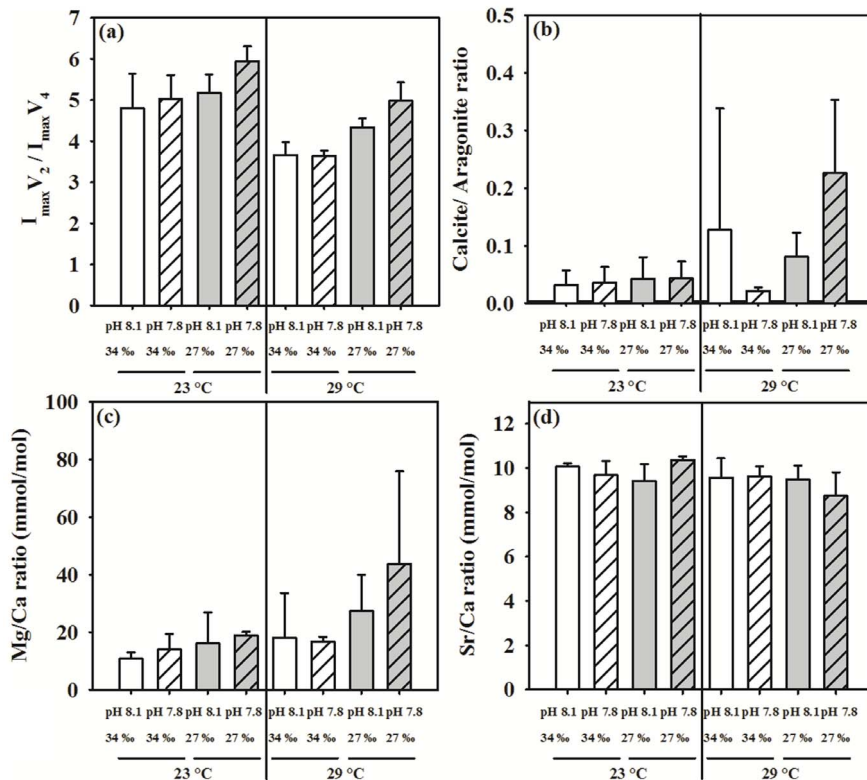 (a)
I max V 2 / I max V 4
7
6
5
4
3
2
1
0
pH 8.1 pH 7.8 pH 8.1 pH 7.8
34 ‰ 34 ‰ 27 ‰ 27 ‰
23 °C
pH 8.1 pH 7.8 pH 8.1 pH 7.8
34 ‰ 34 ‰ 27 ‰ 27 ‰
29 °C
(b)
Calcite/ Aragonite ratio
0.5
0.4
0.3
0.2
0.1
0.0
pH 8.1 pH 7.8 pH 8.1 pH 7.8
34 ‰ 34 ‰ 27 ‰ 27 ‰
23 °C
pH 8.1 pH 7.8 pH 8.1 pH 7.8
34 ‰ 34 ‰ 27 ‰ 27 ‰
29 °C
(c)
Mg/Ca ratio (mmol/mol)
100
80
60
40
20
0
pH 8.1 pH 7.8 pH 8.1 pH 7.8
34 ‰ 34 ‰ 27 ‰ 27 ‰
23 °C
pH 8.1 pH 7.8 pH 8.1 pH 7.8
34 ‰ 34 ‰ 27 ‰ 27 ‰
29 °C
(d)
Sr/Ca ratio (mmol/mol)
12
10
8
6
4
2
0
pH 8.1 pH 7.8 pH 8.1 pH 7.8
34 ‰ 34 ‰ 27 ‰ 27 ‰
23 °C
pH 8.1 pH 7.8 pH 8.1 pH 7.8
34 ‰ 34 ‰ 27 ‰ 27 ‰
29 °C